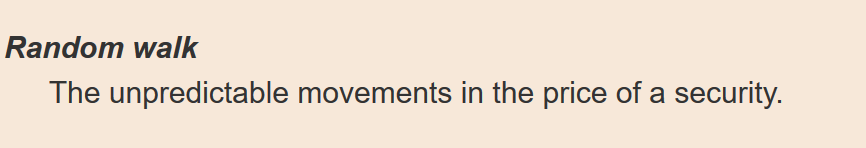 Random walk
The unpredictable movements in the price of a security.